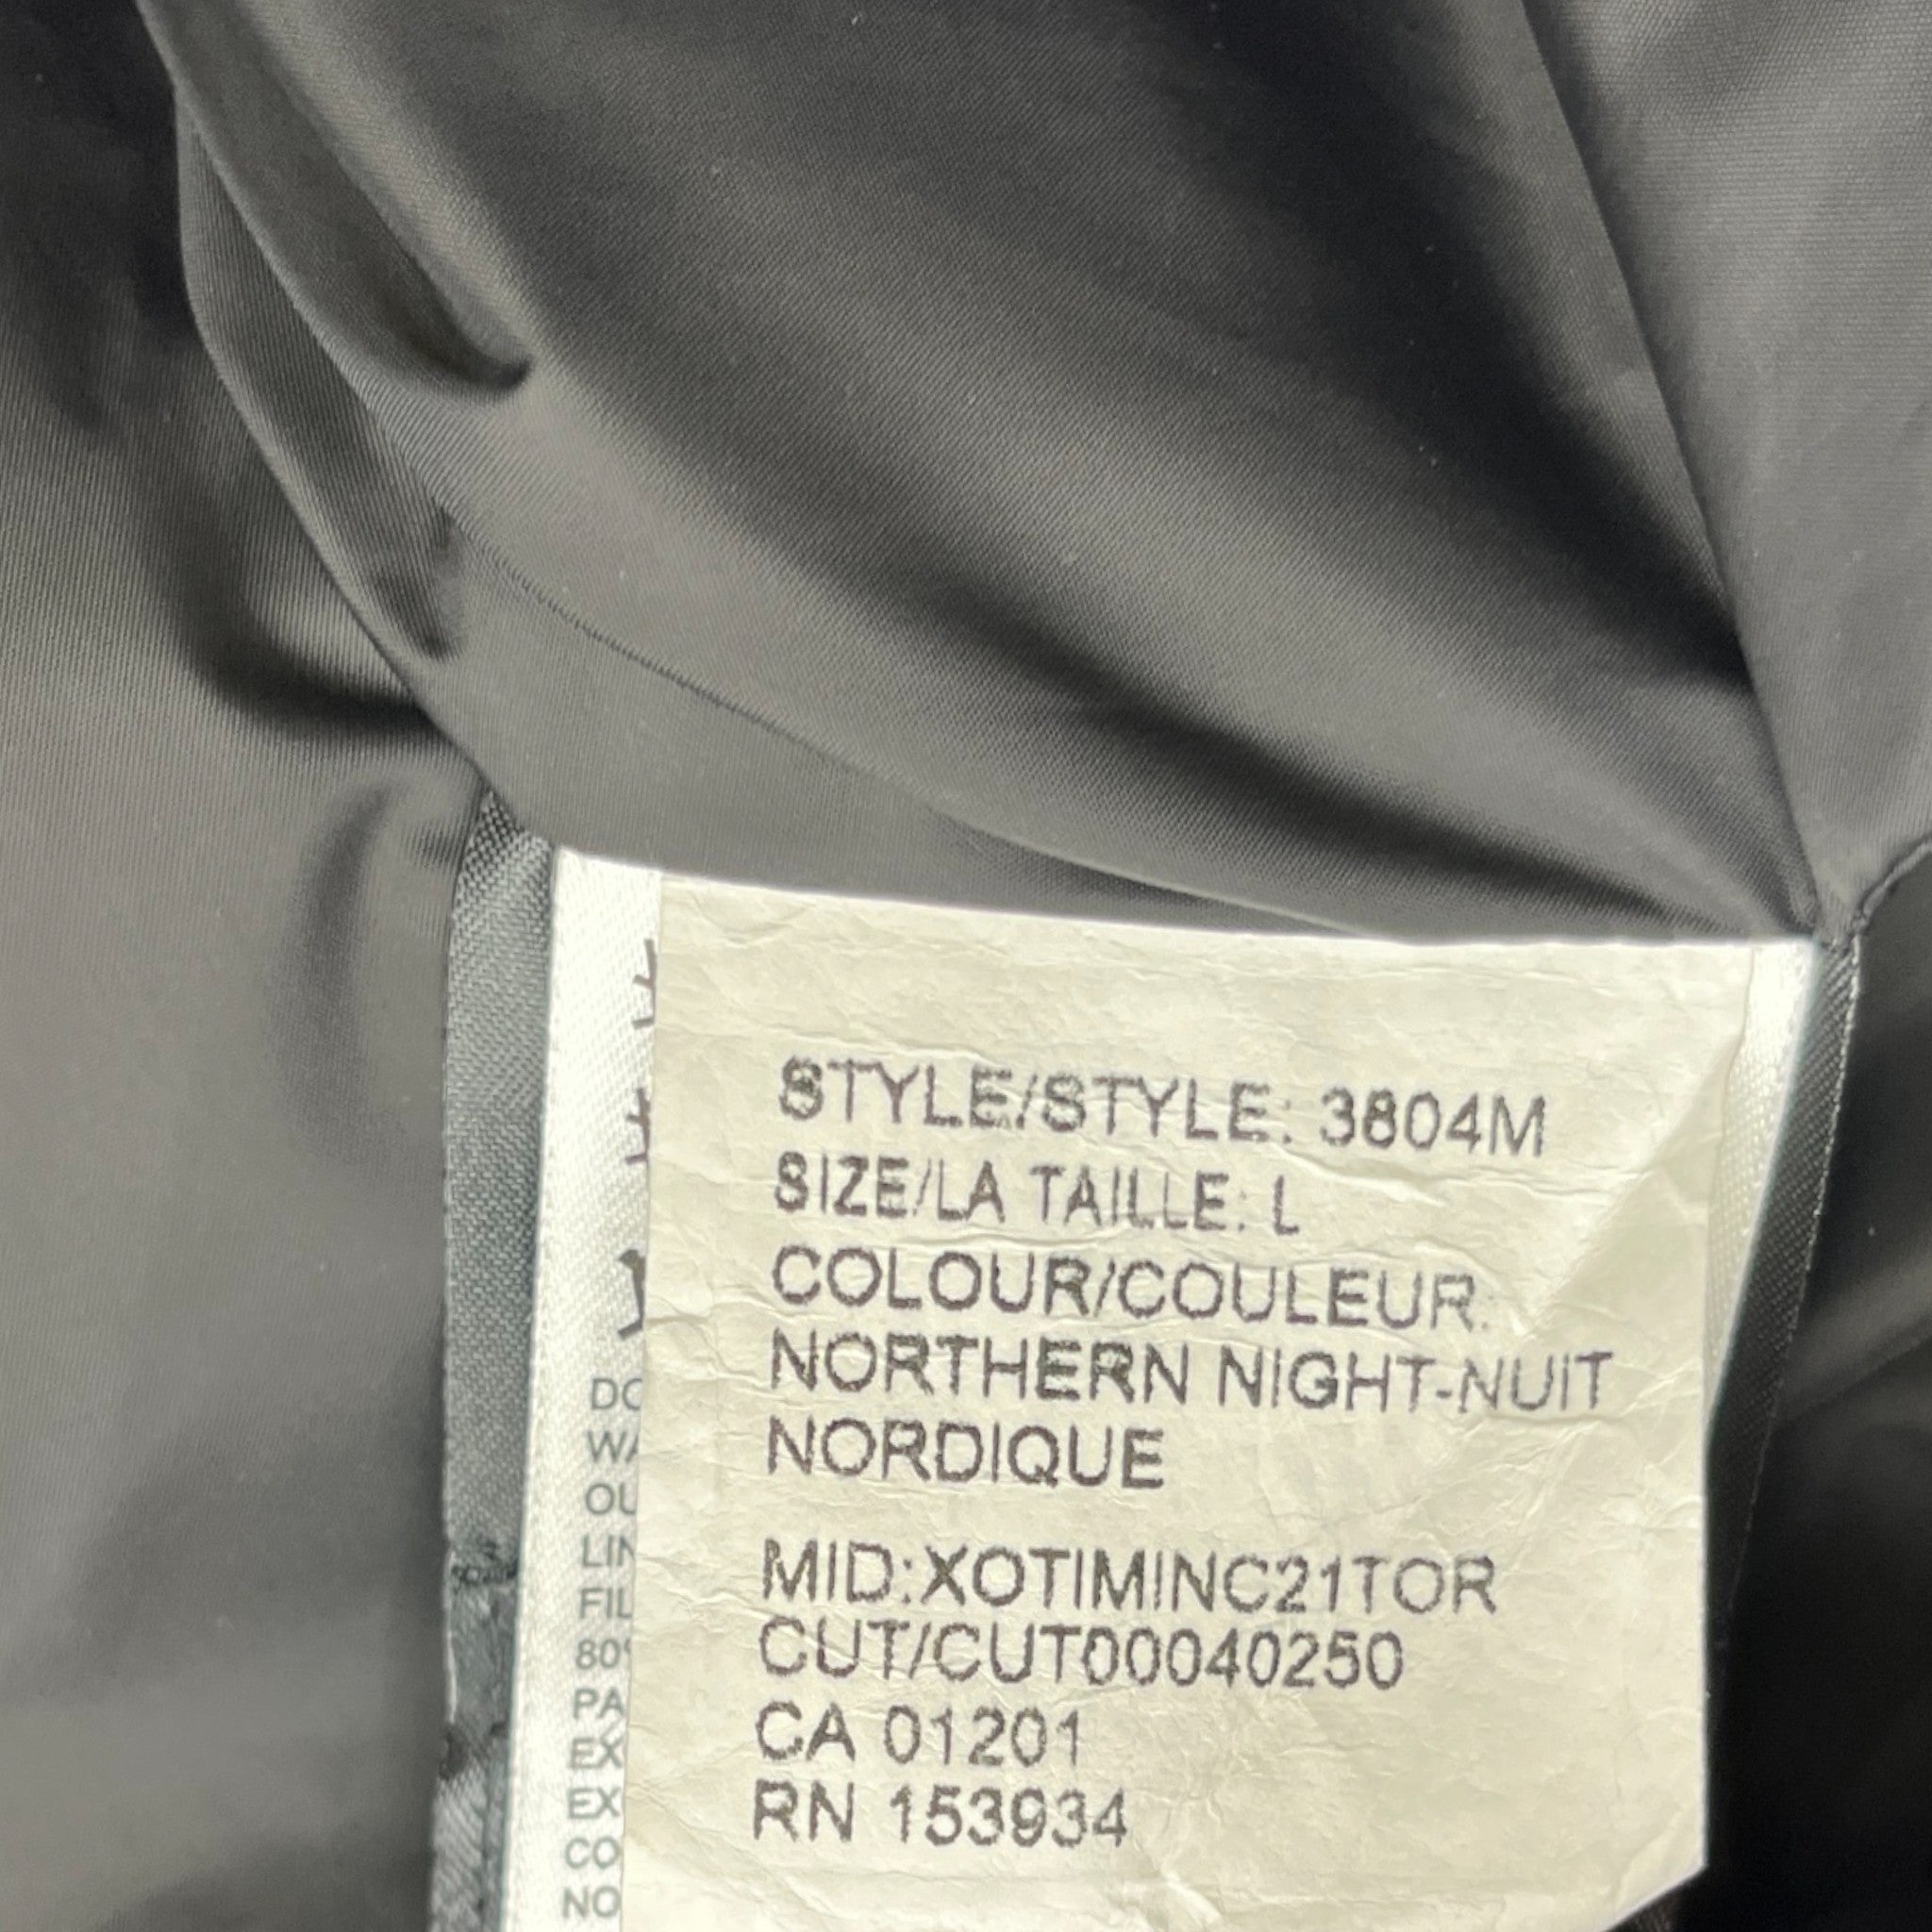 STYLE/STYLE: 3804M
SIZE/LA TAILLE: L
COLOUR/COULEUR:
NORTHERN NIGHT-NUIT
NORDIQUE
MID:XOTIMINC21TOR
CUT/CUT00040250
CA 01201
RN 153934